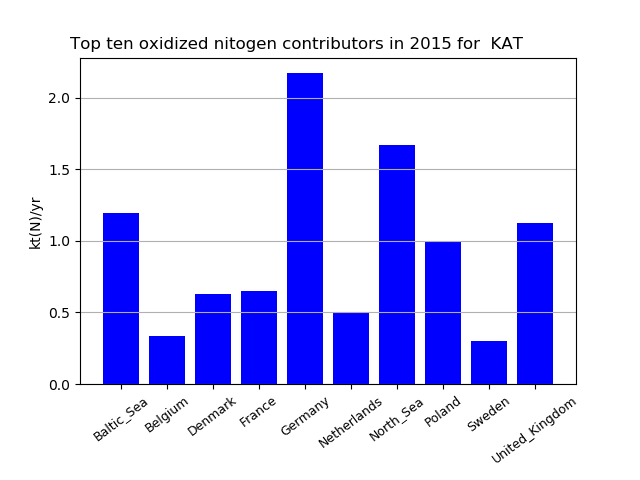 Top ten oxidized nitogen contributors in 2015 for  KAT
kt(N)/yr
2.0
1.5
1.0
0.5
0.0
Baltic_Sea
Belgium
Denmark
France
Germany
Netherlands
North_Sea
Poland
Sweden
United_Kingdom